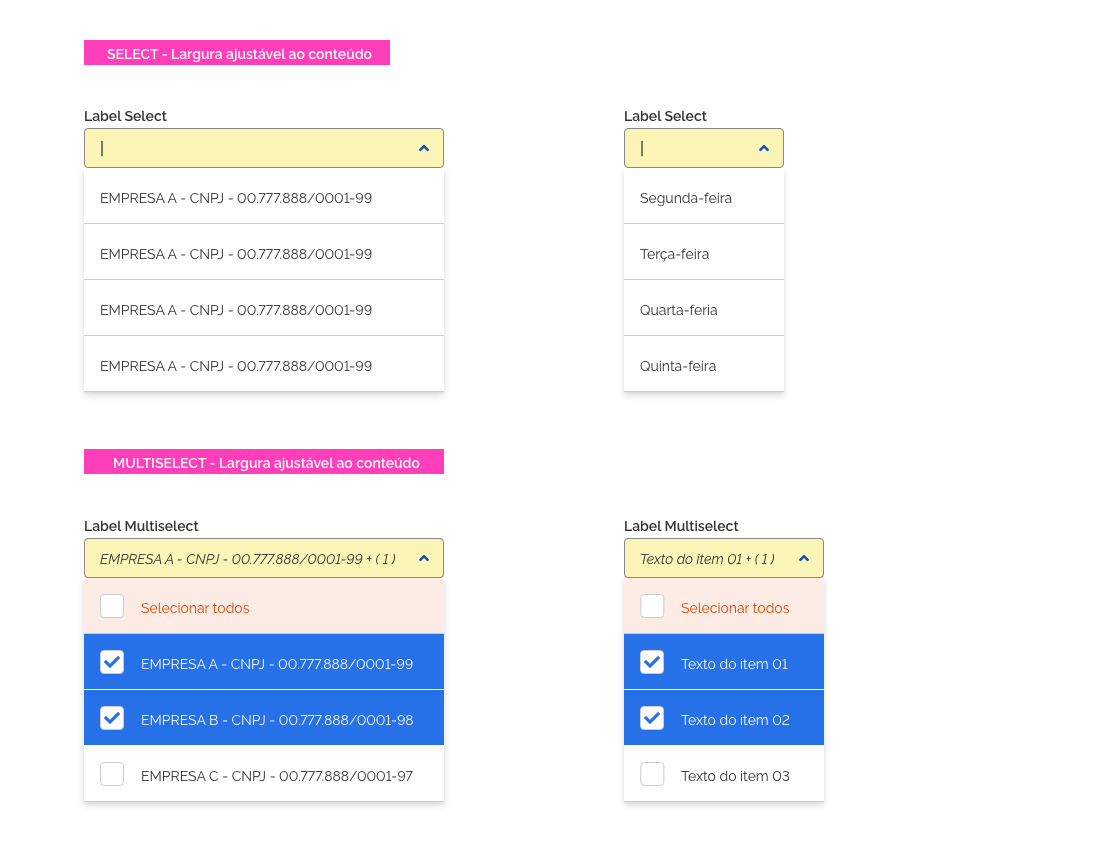 SELECT - Largura ajustável ao conteúdo
Label Select
EMPRESA A - CNPJ - 00.777.888/0001-99
EMPRESA A - CNPJ - 00.777.888/0001-99
EMPRESA A - CNPJ - 00.777.888/0001-99
EMPRESA A - CNPJ - 00.777.888/0001-99
Label Select
Segunda-feira
Terça-feira
Quarta-feria
Quinta-feira
MULTISELECT - Largura ajustável ao conteúdo
Label Multiselect
EMPRESA A - CNPJ - 00.777.888/0001-99 + ( 1 )
Selecionar todos
EMPRESA A - CNPJ - 00.777.888/0001-99
EMPRESA B - CNPJ - 00.777.888/0001-98
EMPRESA C - CNPJ - 00.777.888/0001-97
Label Multiselect
Texto do item 01 + ( 1 )
Selecionar todos
Texto do item 01
Texto do item 02
Texto do item 03